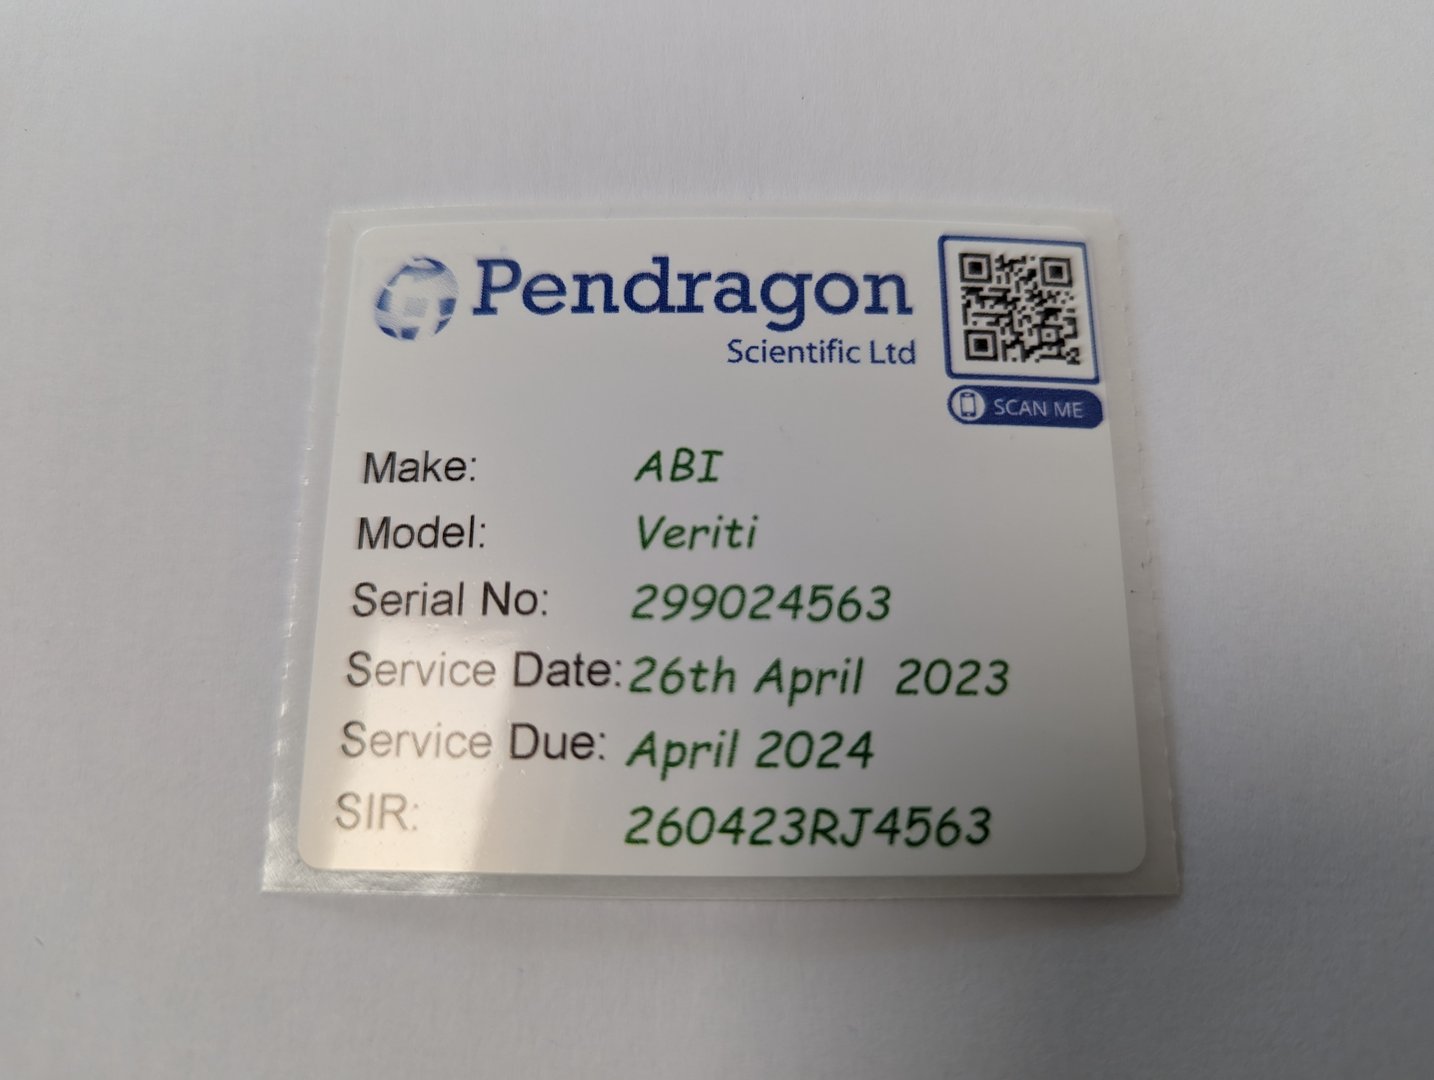 Pendragon
Scientific Ltd
SCAN ME
Make: ABI
Model: Veriti
Serial No: 299024563
Service Date: 26th April 2023
Service Due: April 2024
SIR: 260423RJ4563